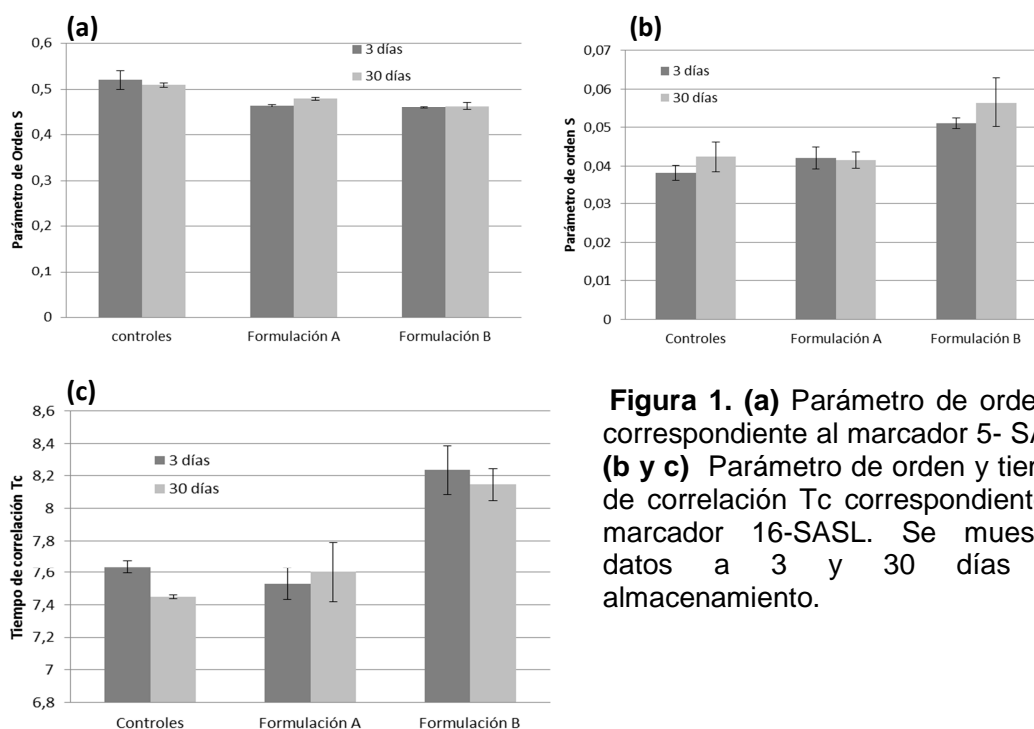 (a)
0,6
0,5
0,4
0,3
0,2
0,1
0
Parámetro de Orden S
3 días
30 días
controles Formulación A Formulación B
(b)
0,07
0,06
0,05
0,04
0,03
0,02
0,01
0
Parámetro de orden S
3 días
30 días
Controles Formulación A Formulación B
(c)
8,6
8,4
8,2
8
7,8
7,6
7,4
7,2
7
6,8
Tiempo de correlación Tc
3 días
30 días
Controles Formulación A Formulación B
Figura 1. (a) Parámetro de orde
correspondiente al marcador 5- SA
(b y c) Parámetro de orden y tien
de correlación Tc correspondient
marcador 16-SASL. Se mues
datos a 3 y 30 días
almacenamiento.